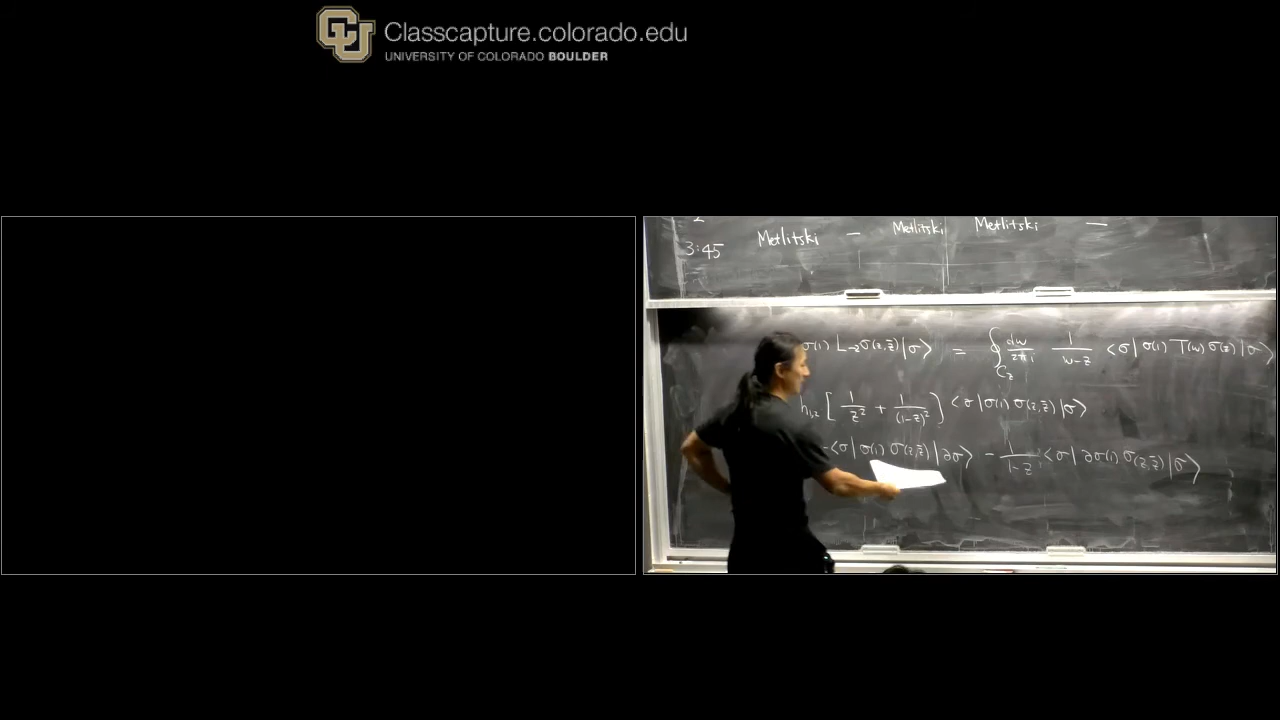 Classcapture.colorado.edu
UNIVERSITY OF COLORADO BOULDER
3:45 Metlitski — Metlitski Metlitski —
σ(1) L₋₂σ(z,z̄)|σ⟩ = ∮_{C_z} dw/2πi 1/(w-z) ⟨σ|σ(1) T(w) σ(z)|σ⟩
h₁,₂ [ 1/z² + 1/(1-z)² ] ⟨σ|σ(1) σ(z,z̄)|σ⟩
-⟨σ|σ(1) σ(z,z̄)|∂σ⟩ - 1/(1-z) ⟨σ|∂σ(1) σ(z,z̄)|σ⟩